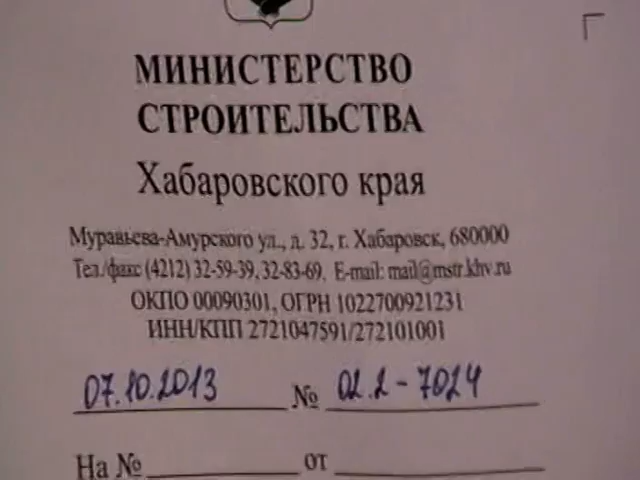 МИНИСТЕРСТВО
СТРОИТЕЛЬСТВА
Хабаровского края
Муравьева-Амурского ул., д. 32, г. Хабаровск, 680000
Тел./факс (4212) 32-59-39, 32-83-69, E-mail: mail@mstr.khv.ru
ОКПО 00090301, ОГРН 1022700921231
ИНН/КПП 2721047591/272101001
07.10.2013 № 02.2-7024
На № от